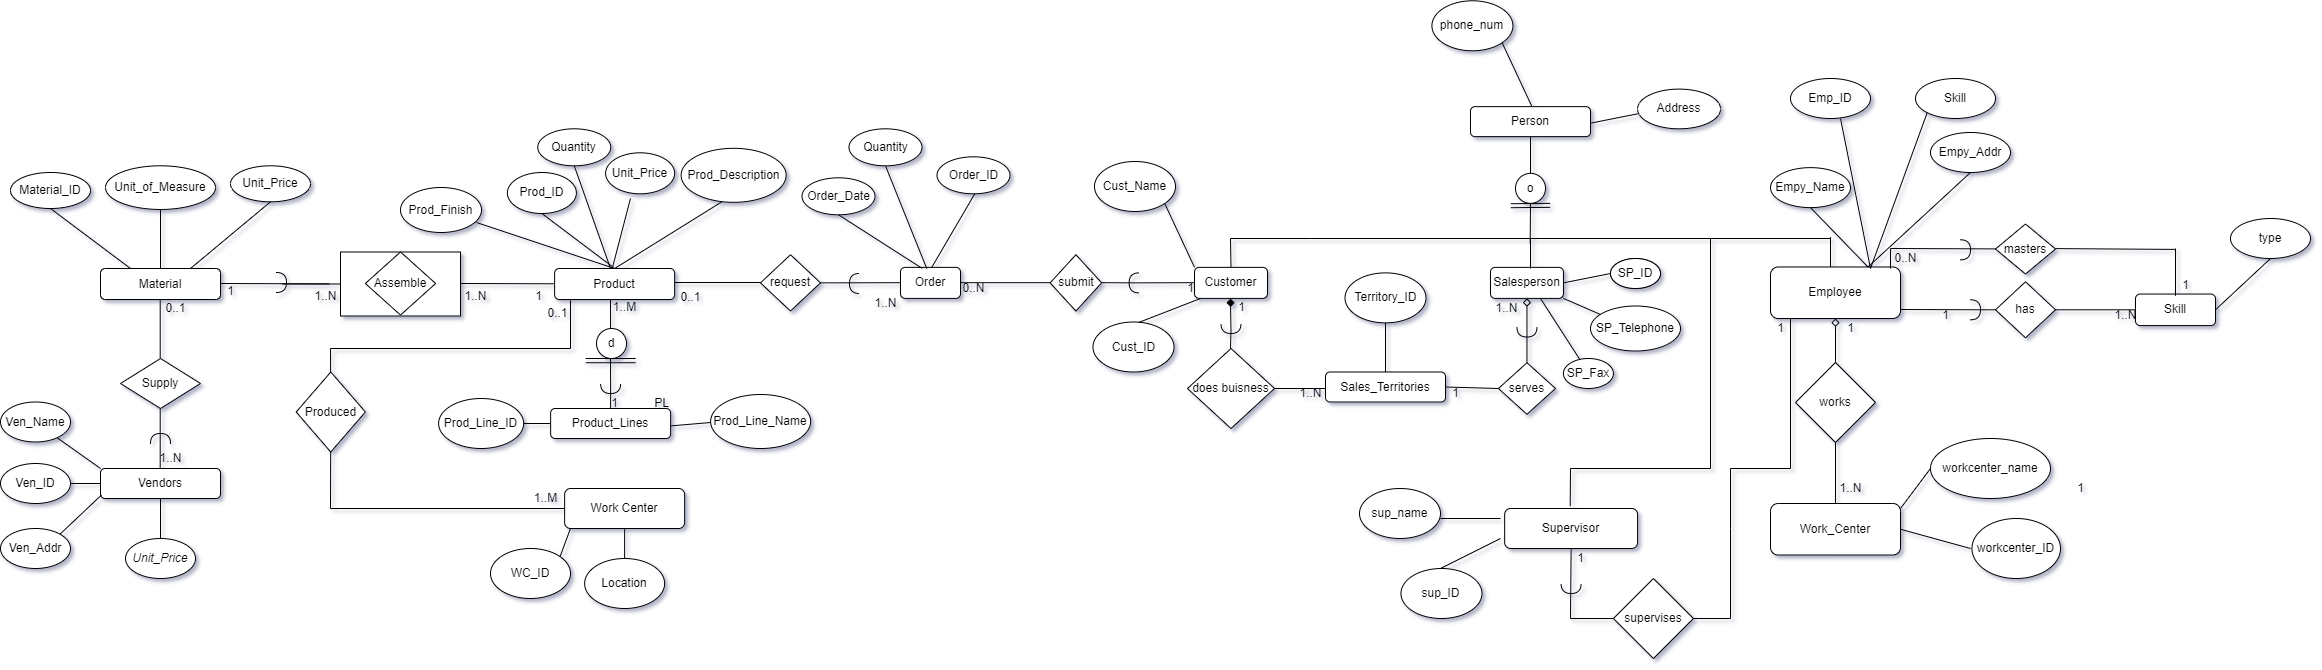 phone_num
Person
Address
o
Emp_ID
Skill
Empy_Addr
Empy_Name
Material_ID
Unit_of_Measure
Unit_Price
Material
0..1
1
1..N
Assemble
1..N
1
Quantity
Prod_ID
Unit_Price
Prod_Description
Prod_Finish
Product
0..1
1..M
0..1
request
1..N
Quantity
Order_Date
Order_ID
Order
0..N
submit
1
Cust_Name
Customer
1
Cust_ID
Salesperson
1..N
SP_ID
SP_Telephone
SP_Fax
Territory_ID
does buisness
1..N
Sales_Territories
1
serves
Employee
0..N
masters
1
1
has
1..N
Skill
type
1
1
works
1..N
Work_Center
workcenter_name
workcenter_ID
1
Supply
1..N
Vendors
Ven_Name
Ven_ID
Ven_Addr
Unit_Price
d
1
PL
Prod_Line_ID
Product_Lines
Prod_Line_Name
Produced
1..M
Work Center
WC_ID
Location
sup_name
Supervisor
sup_ID
1
supervises